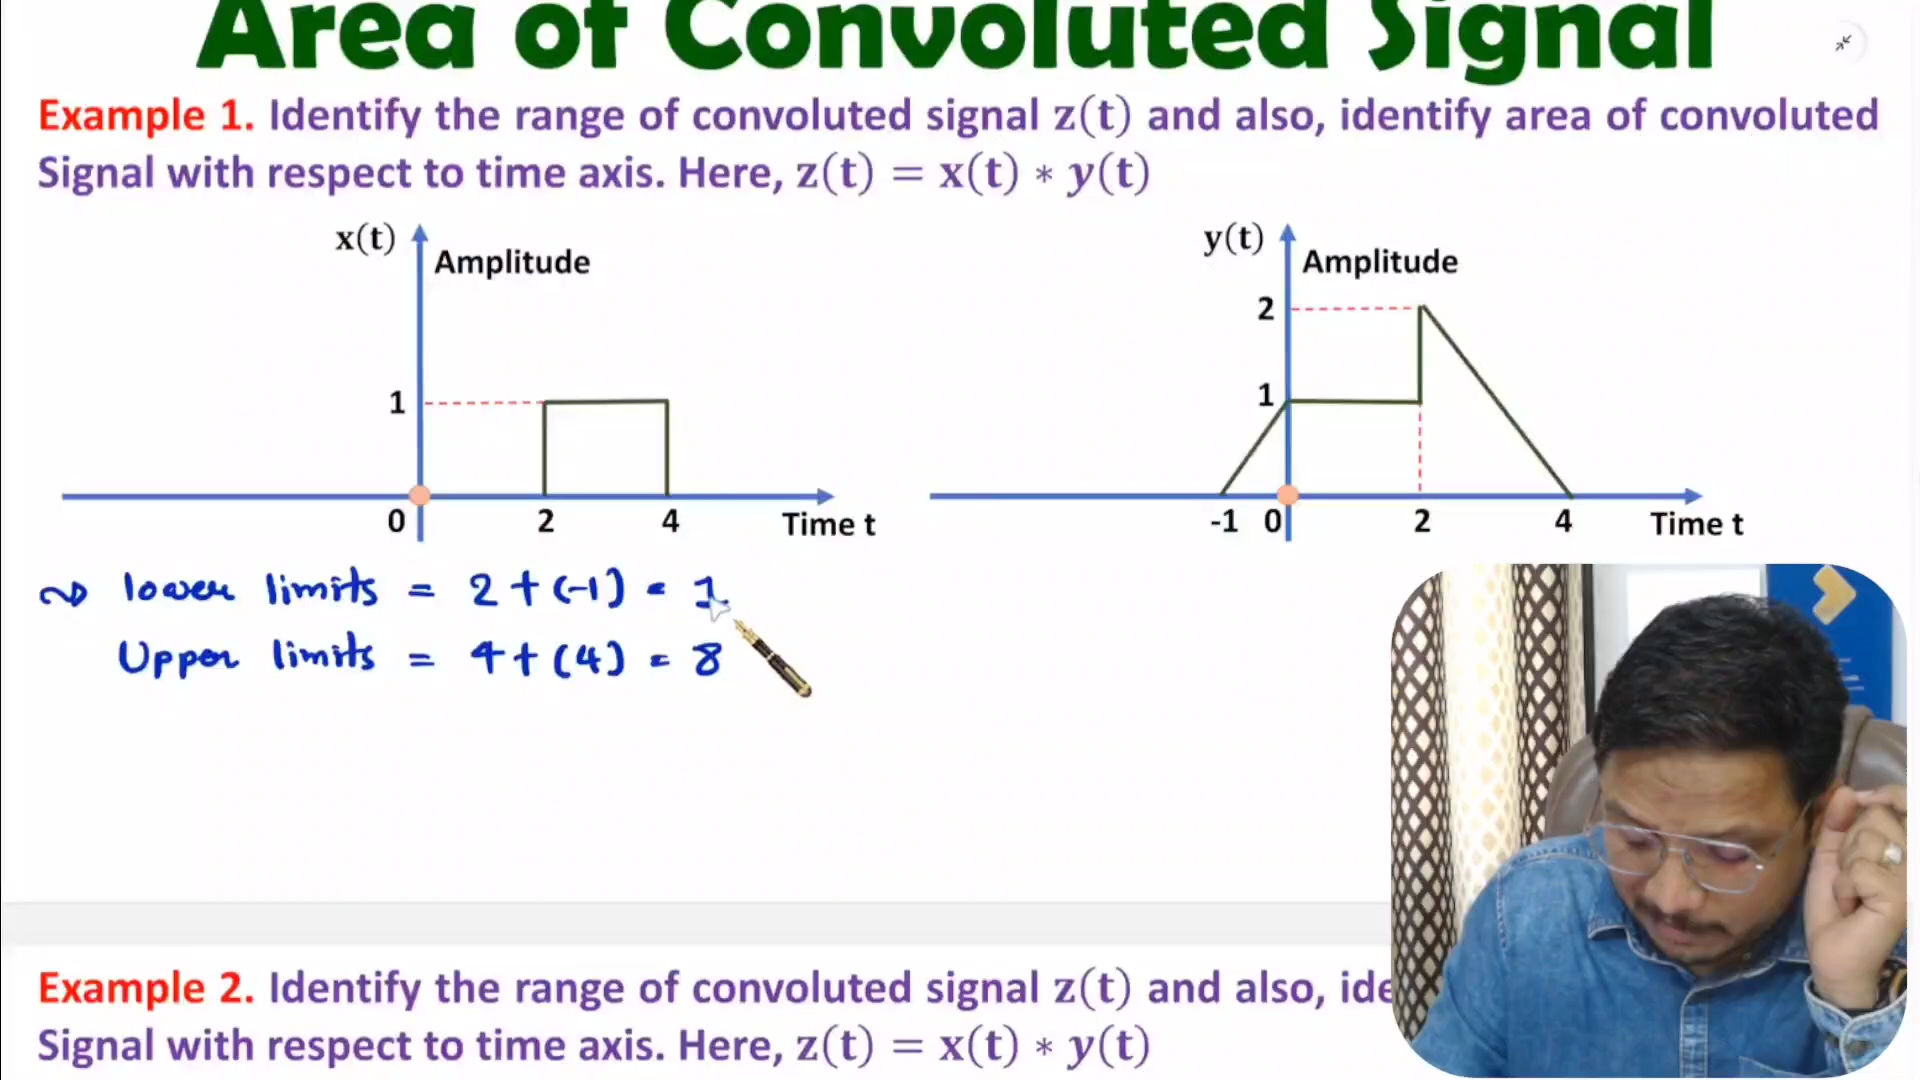 Area of Convoluted Signal
Example 1. Identify the range of convoluted signal z(t) and also, identify area of convoluted
Signal with respect to time axis. Here, z(t) = x(t) ∗ y(t)
x(t)
Amplitude
1
0
2
4
Time t
y(t)
Amplitude
2
1
-1
0
2
4
Time t
lower limits = 2 + (-1) = 1
Upper limits = 4 + (4) = 8
Example 2. Identify the range of convoluted signal z(t) and also, ide
Signal with respect to time axis. Here, z(t) = x(t) ∗ y(t)